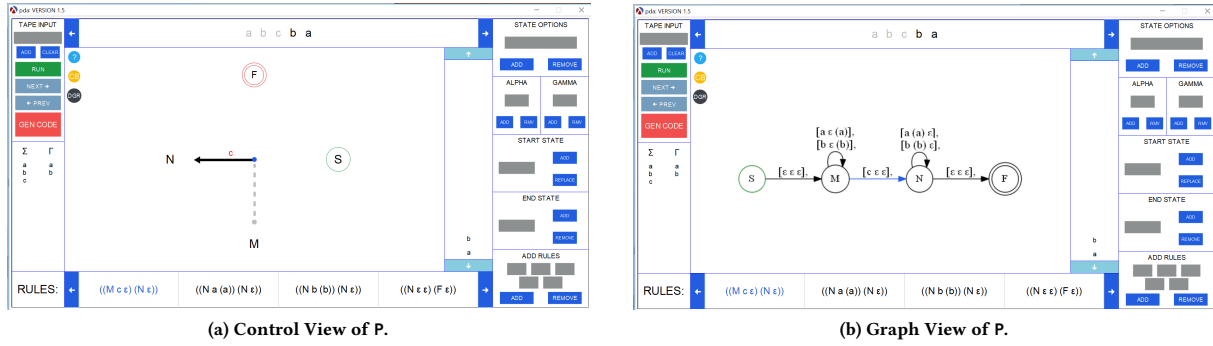 pda: VERSION 1.5
TAPE INPUT
ADD CLEAR
RUN
NEXT →
← PREV
GEN CODE
Σ Γ
a a
b b
c
?
CB
DGR
a b c b a
F
N
c
S
M
b
a
STATE OPTIONS
ADD REMOVE
ALPHA GAMMA
ADD RMV ADD RMV
START STATE
ADD
REPLACE
END STATE
ADD
REMOVE
ADD RULES
ADD REMOVE
RULES: ((M c ε) (N ε)) ((N a (a)) (N ε)) ((N b (b)) (N ε)) ((N ε ε) (F ε))
(a) Control View of P.
pda: VERSION 1.5
TAPE INPUT
ADD CLEAR
RUN
NEXT →
← PREV
GEN CODE
Σ Γ
a a
b b
c
?
CB
DGR
a b c b a
[a ε (a)], [a (a) ε],
[b ε (b)], [b (b) ε],
S [ε ε ε], M [c ε ε], N [ε ε ε], F
b
a
STATE OPTIONS
ADD REMOVE
ALPHA GAMMA
ADD RMV ADD RMV
START STATE
ADD
REPLACE
END STATE
ADD
REMOVE
ADD RULES
ADD REMOVE
RULES: ((M c ε) (N ε)) ((N a (a)) (N ε)) ((N b (b)) (N ε)) ((N ε ε) (F ε))
(b) Graph View of P.